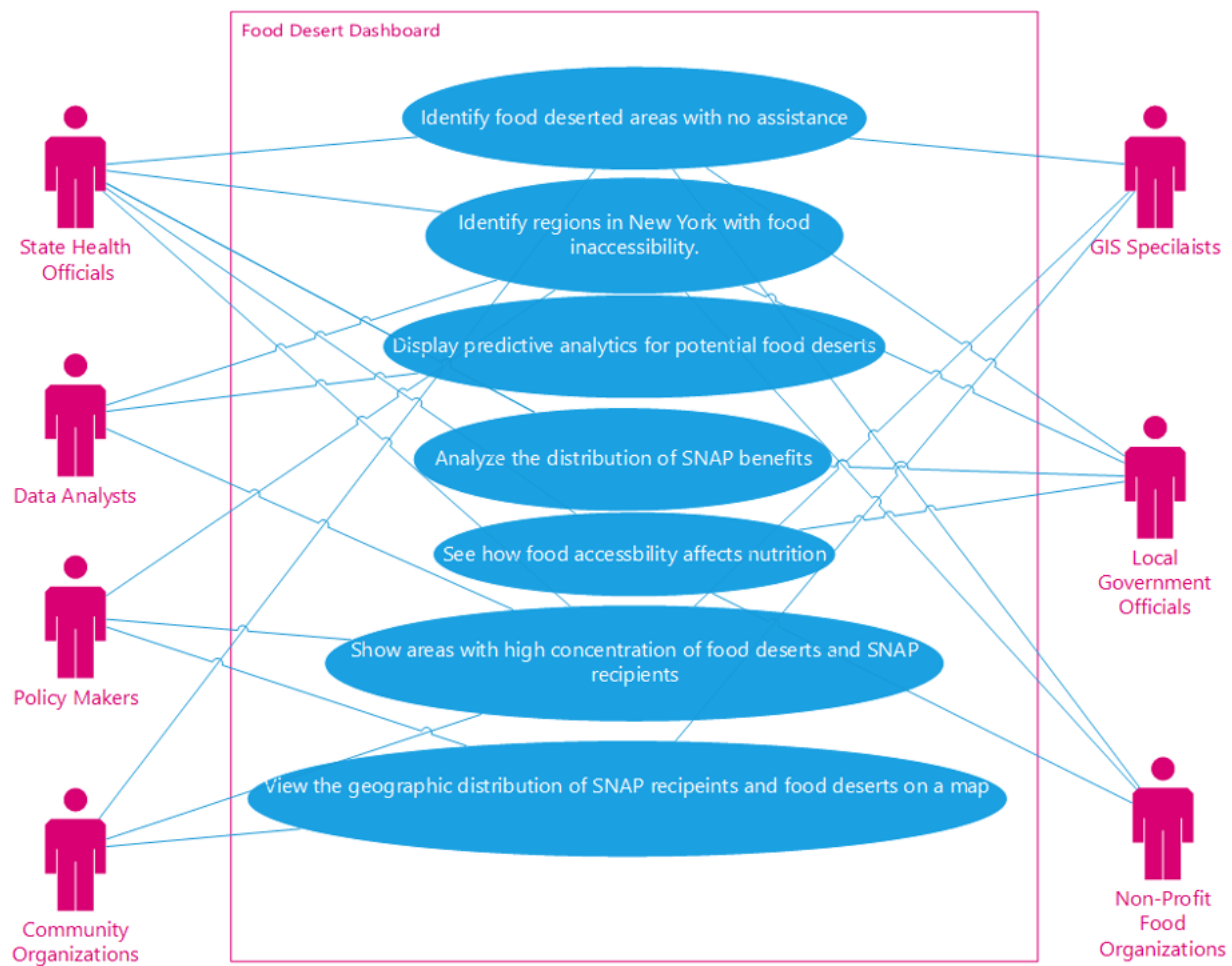 Food Desert Dashboard
Identify food deserted areas with no assistance
Identify regions in New York with food
inaccessibility.
Display predictive analytics for potential food deserts
Analyze the distribution of SNAP benefits
See how food accessbility affects nutrition
Show areas with high concentration of food deserts and SNAP
recipients
View the geographic distribution of SNAP recipeints and food deserts on a map
State Health
Officials
Data Analysts
Policy Makers
Community
Organizations
GIS Specilaists
Local
Government
Officials
Non-Profit
Food
Organizations